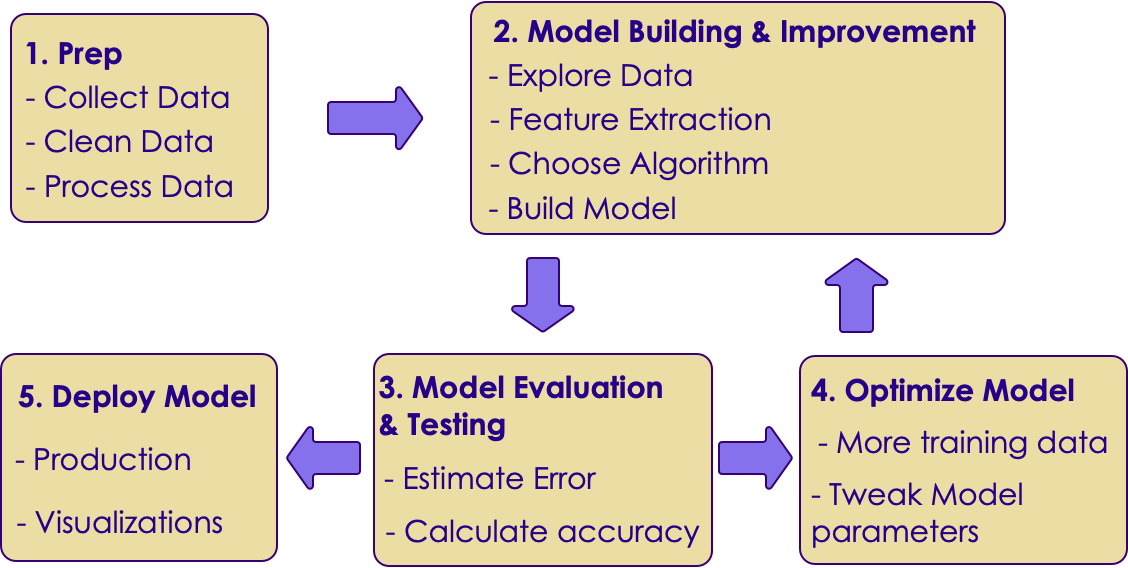 1. Prep
- Collect Data
- Clean Data
- Process Data
2. Model Building & Improvement
- Explore Data
- Feature Extraction
- Choose Algorithm
- Build Model
3. Model Evaluation
& Testing
- Estimate Error
- Calculate accuracy
4. Optimize Model
- More training data
- Tweak Model
parameters
5. Deploy Model
- Production
- Visualizations